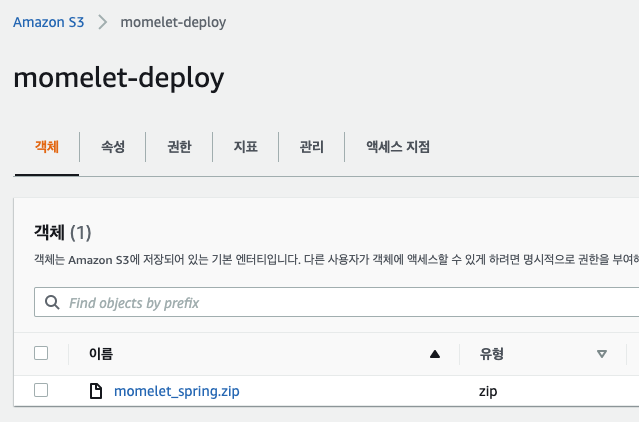 Amazon S3 > momelet-deploy
momelet-deploy
객체 속성 권한 지표 관리 액세스 지점
객체 (1)
객체는 Amazon S3에 저장되어 있는 기본 엔터티입니다. 다른 사용자가 객체에 액세스할 수 있게 하려면 명시적으로 권한을 부여해
Find objects by prefix
이름 유형
momelet_spring.zip zip